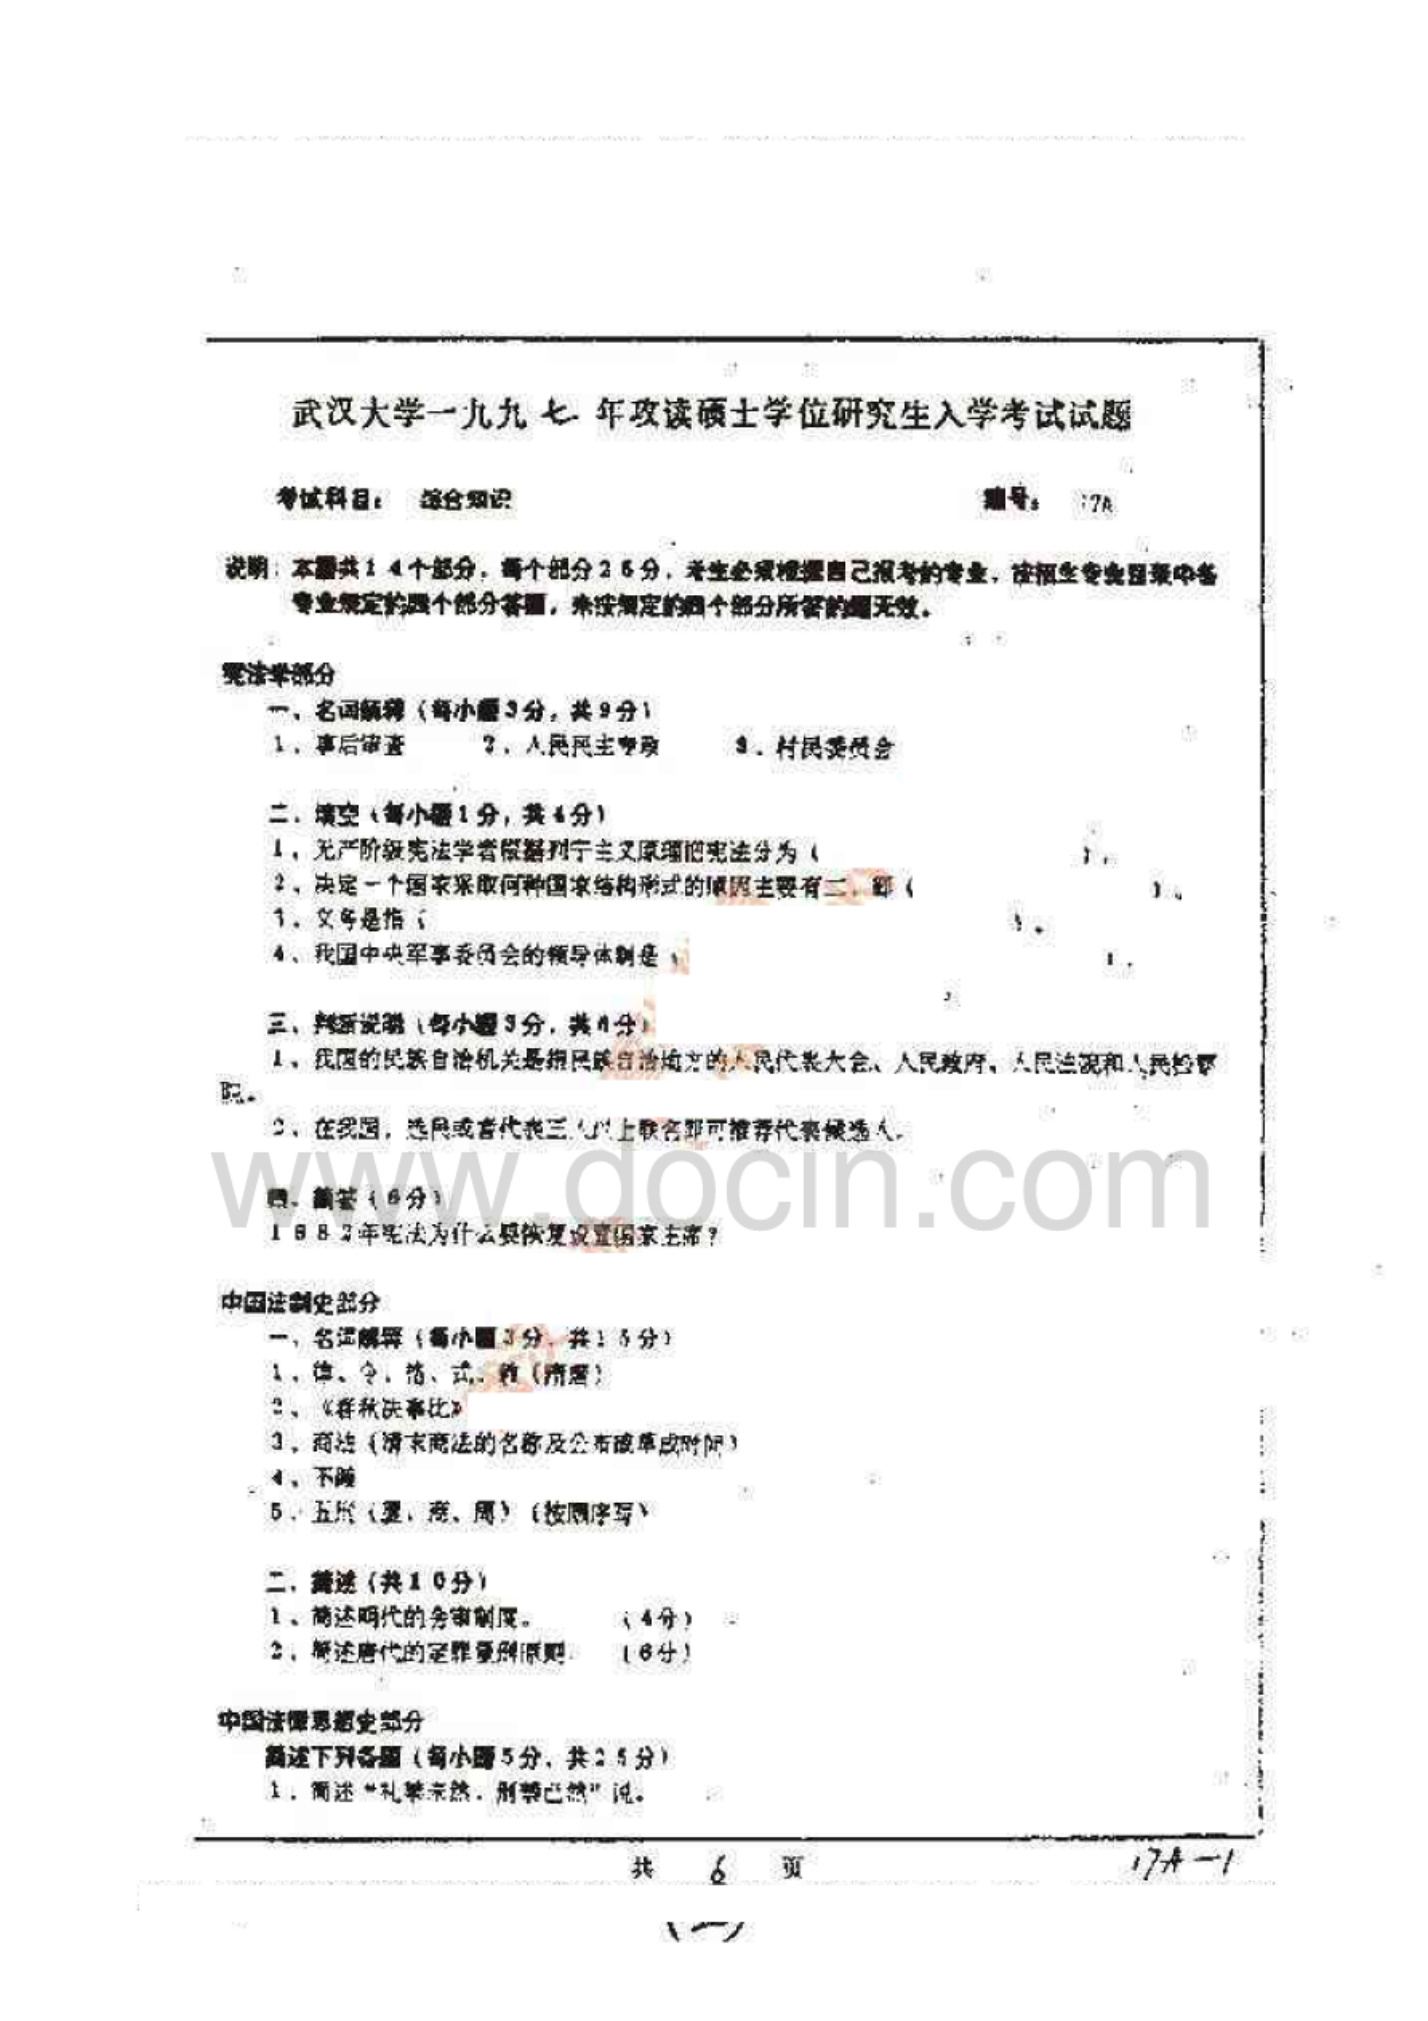 武汉大学一九九七年攻读硕士学位研究生入学考试试题
考试科目: 综合知识 编号: 17A
说明:本题共14个部分,每个部分25分,考生必须根据自己报考的专业,按招生专业目录中各
专业规定的四个部分答题,未按规定的四个部分所答的题无效。
宪法学部分
一、名词解释(每小题3分,共9分)
1、事后审查 2、人民民主专政 3、村民委员会
二、填空(每小题1分,共4分)
1、无产阶级宪法学者根据列宁主义原理把宪法分为( )。
2、决定一个国家采取何种国家结构形式的原因主要有二,即( )。
3、文号是指( )。
4、我国中央军事委员会的领导体制是( )。
三、判断说明(每小题3分,共6分)
1、我国的民族自治机关是指民族自治地方的人民代表大会、人民政府、人民法院和人民检察
院。
2、在我国,选民或者代表三人以上联名即可推荐代表候选人。
www.docin.com
四、简答(6分)
1982年宪法为什么要恢复设置国家主席?
中国法制史部分
一、名词解释(每小题3分,共15分)
1、律、令、格、式、敕(隋唐)
2、《春秋决事比》
3、商法(清末商法的名称及公布或草成时间)
4、下
5、五刑(夏、商、周)(按顺序写)
二、简述(共10分)
1、简述明代的会审制度。 (4分)
2、简述唐代的定罪量刑原则。 (6分)
中国法律思想史部分
简述下列各题(每小题5分,共25分)
1、简述“礼禁未然,刑禁已然”说。
共 6 页
17A-1
(一)